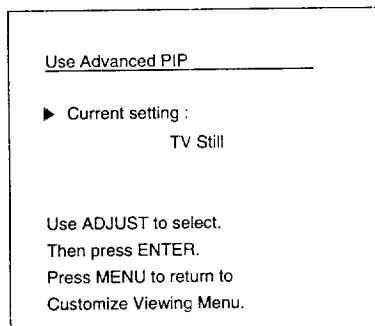 Use Advanced PIP
▶ Current setting :
TV Still
Use ADJUST to select.
Then press ENTER.
Press MENU to return to
Customize Viewing Menu.